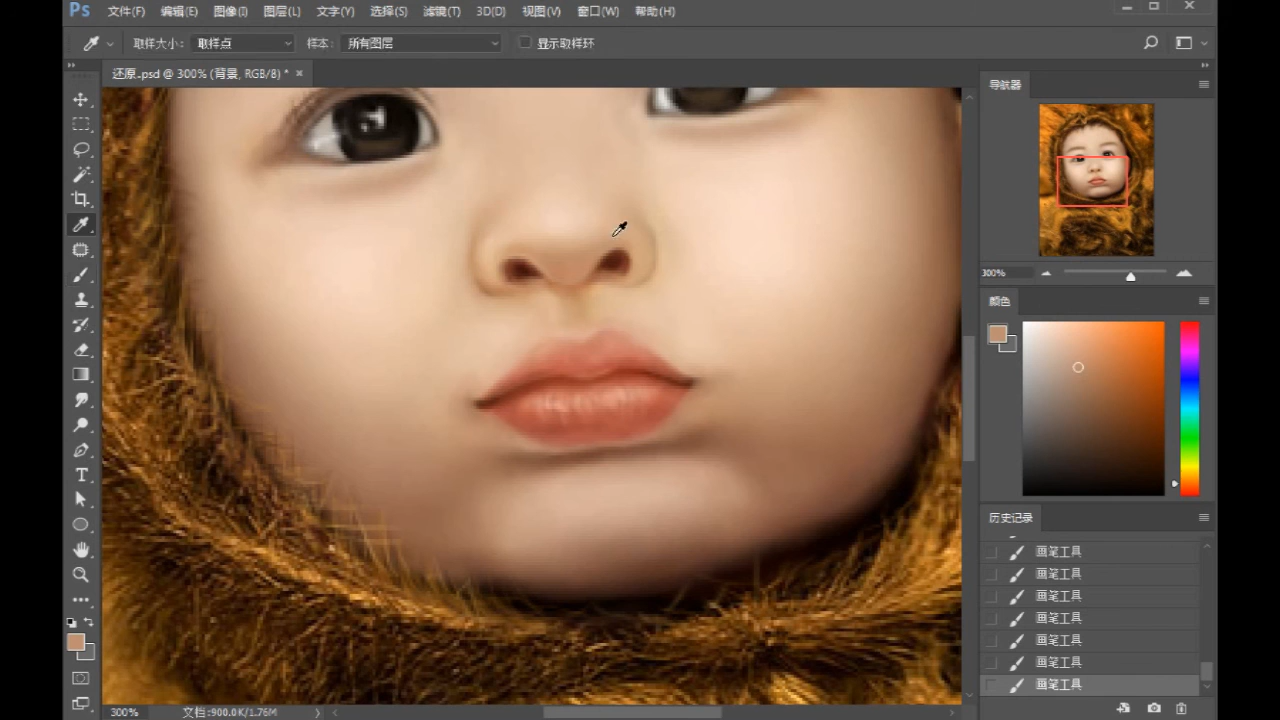 Ps 文件(F) 编辑(E) 图像(I) 图层(L) 文字(Y) 选择(S) 滤镜(T) 3D(D) 视图(V) 窗口(W) 帮助(H)
取样大小: 取样点 样本: 所有图层 显示取样环
还原.psd @ 300% (背景, RGB/8) *
导航器
300%
颜色
历史记录
画笔工具
画笔工具
画笔工具
画笔工具
画笔工具
画笔工具
画笔工具
300% 文档:900.0K/1.76M